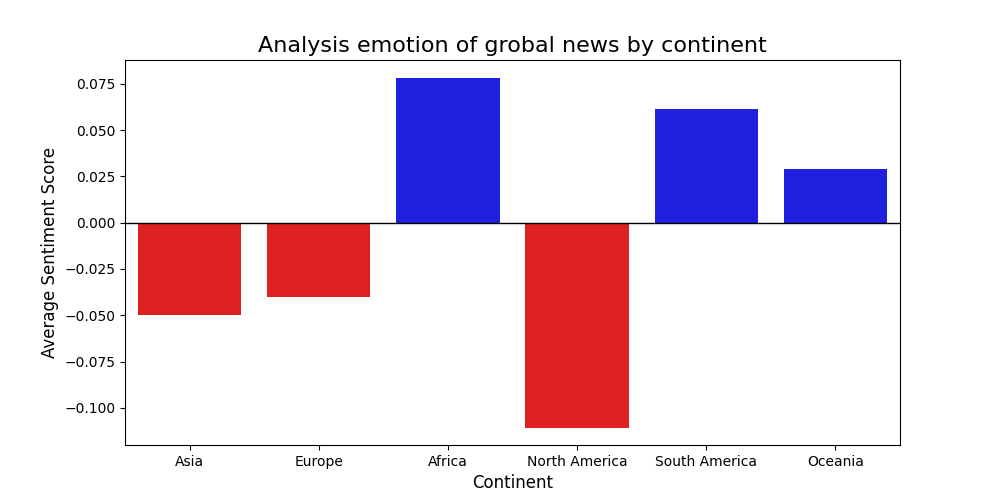 Analysis emotion of grobal news by continent
Average Sentiment Score
0.075
0.050
0.025
0.000
−0.025
−0.050
−0.075
−0.100
Asia Europe Africa North America South America Oceania
Continent